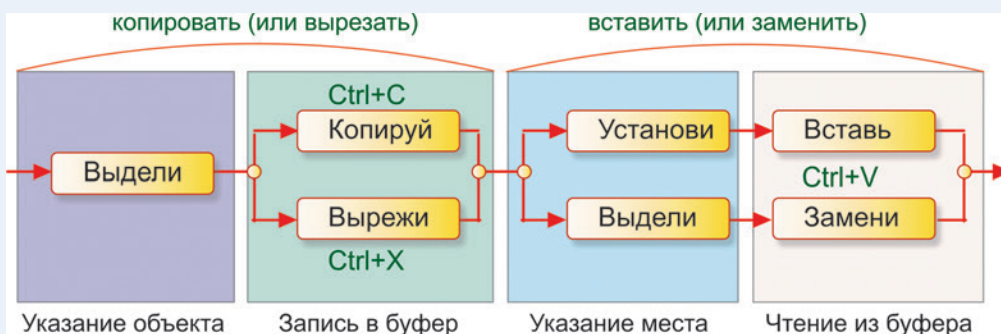 копировать (или вырезать)
вставить (или заменить)
Ctrl+C
Копируй
Установи
Вставь
Выдели
Ctrl+V
Вырежи
Выдели
Замени
Ctrl+X
Указание объекта
Запись в буфер
Указание места
Чтение из буфера